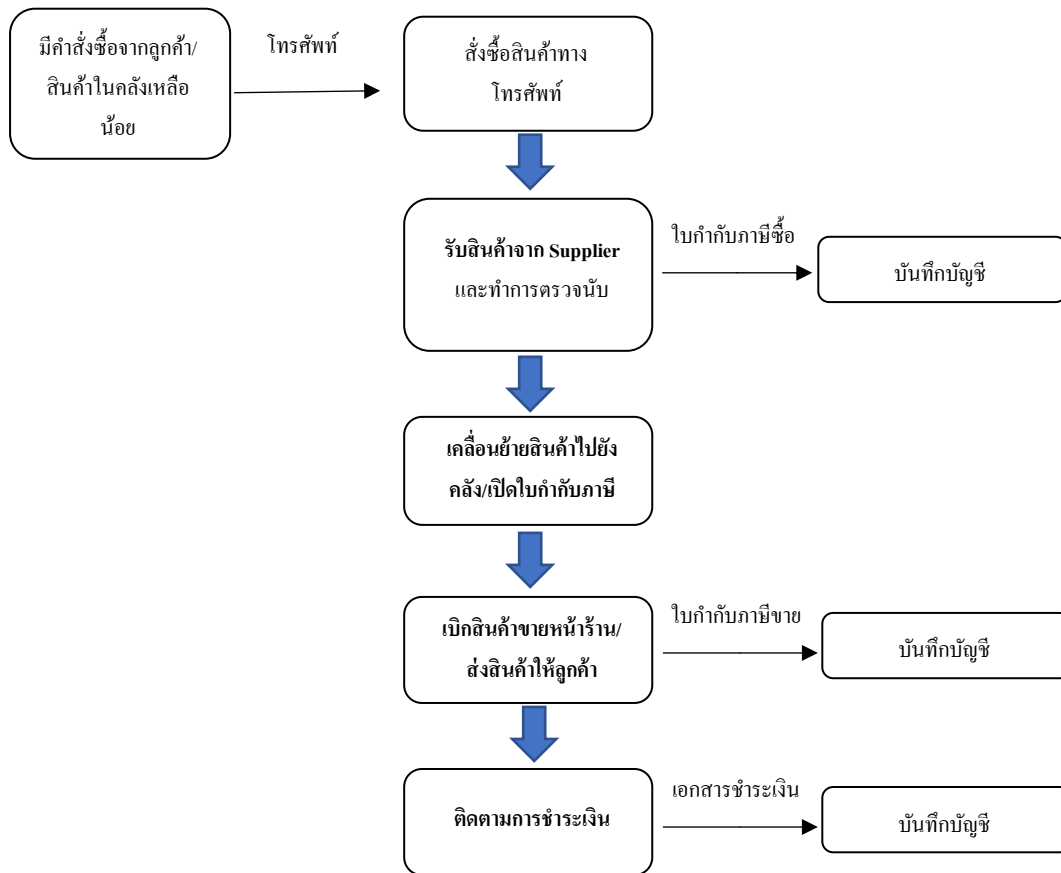 มีคำสั่งซื้อจากลูกค้า/
สินค้าในคลังเหลือ
น้อย
โทรศัพท์
สั่งซื้อสินค้าทาง
โทรศัพท์
รับสินค้าจาก Supplier
และทำการตรวจนับ
ใบกำกับภาษีซื้อ
บันทึกบัญชี
เคลื่อนย้ายสินค้าไปยัง
คลัง/เปิดใบกำกับภาษี
เบิกสินค้าขายหน้าร้าน/
ส่งสินค้าให้ลูกค้า
ใบกำกับภาษีขาย
บันทึกบัญชี
ติดตามการชำระเงิน
เอกสารชำระเงิน
บันทึกบัญชี